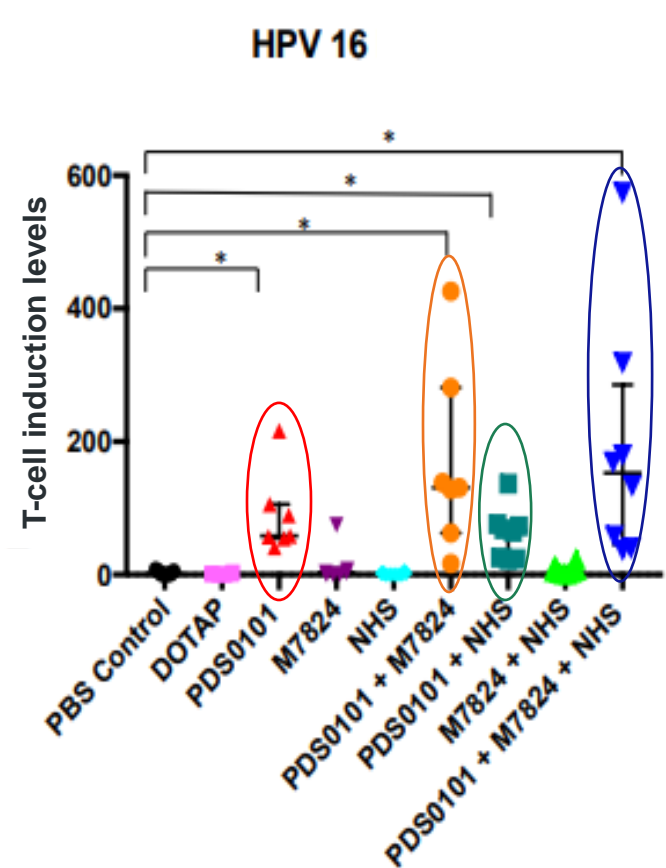 HPV 16
*
*
*
*
T-cell induction levels
600
400
200
0
PBS Control
DOTAP
PDS0101
M7824
NHS
PDS0101 + M7824
PDS0101 + NHS
M7824 + NHS
PDS0101 + M7824 + NHS